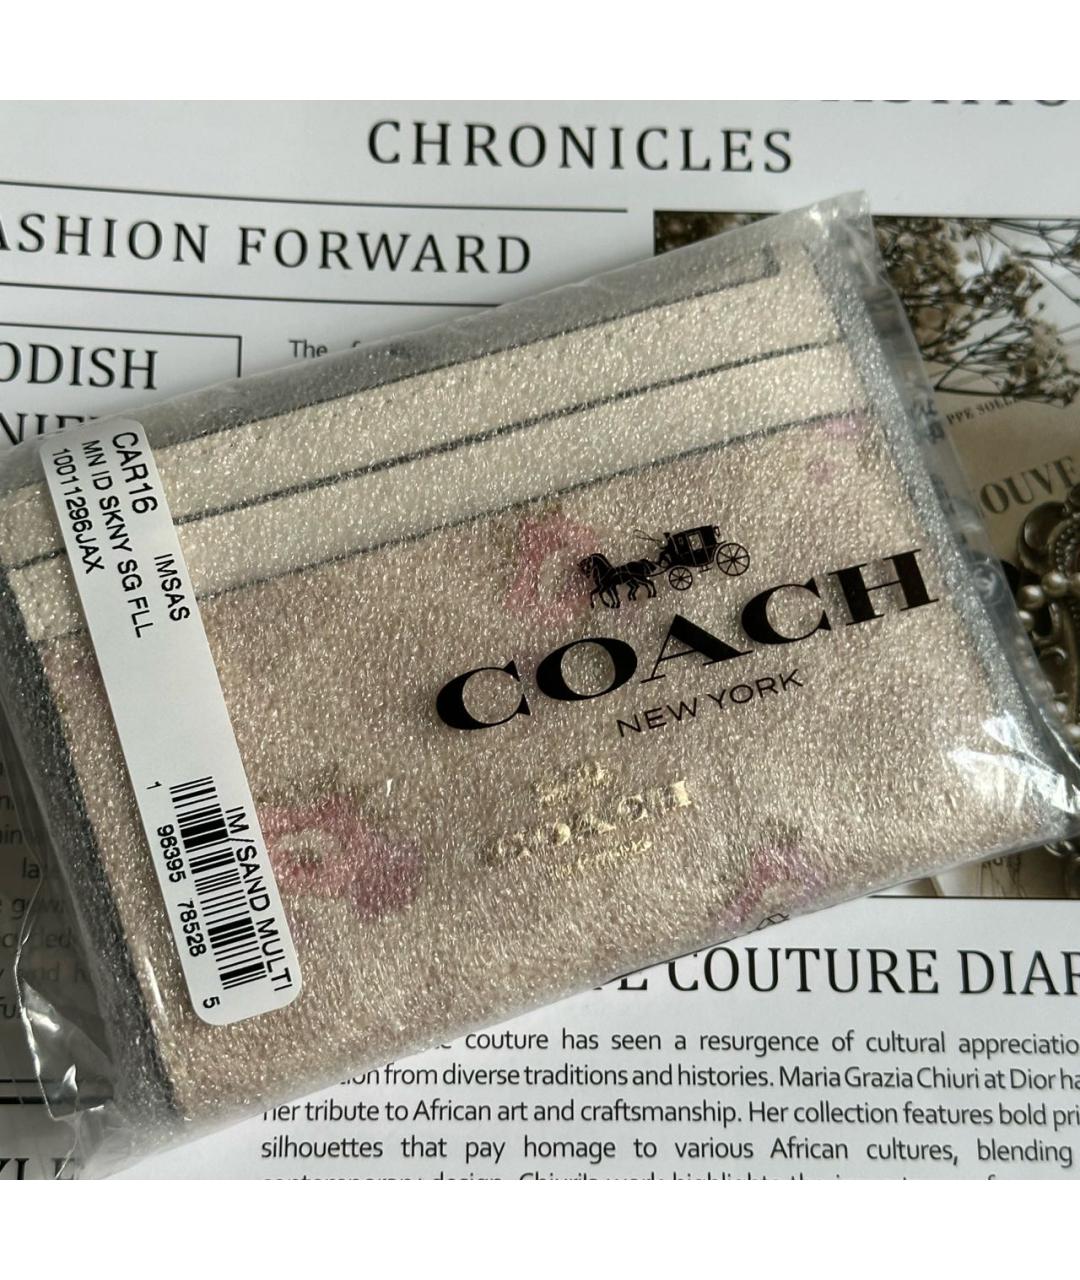 CHRONICLES
ASHION FORWARD
ODISH
The
COACH
NEW YORK
CAR16 IMSAS
MN ID SKNY SG FLL
10011296JAX
IM/SAND MULTI
1 98395 78528 5
COACH
COUTURE DIAR
couture has seen a resurgence of cultural appreciatio
from diverse traditions and histories. Maria Grazia Chiuri at Dior ha
her tribute to African art and craftsmanship. Her collection features bold pri
silhouettes that pay homage to various African cultures, blending